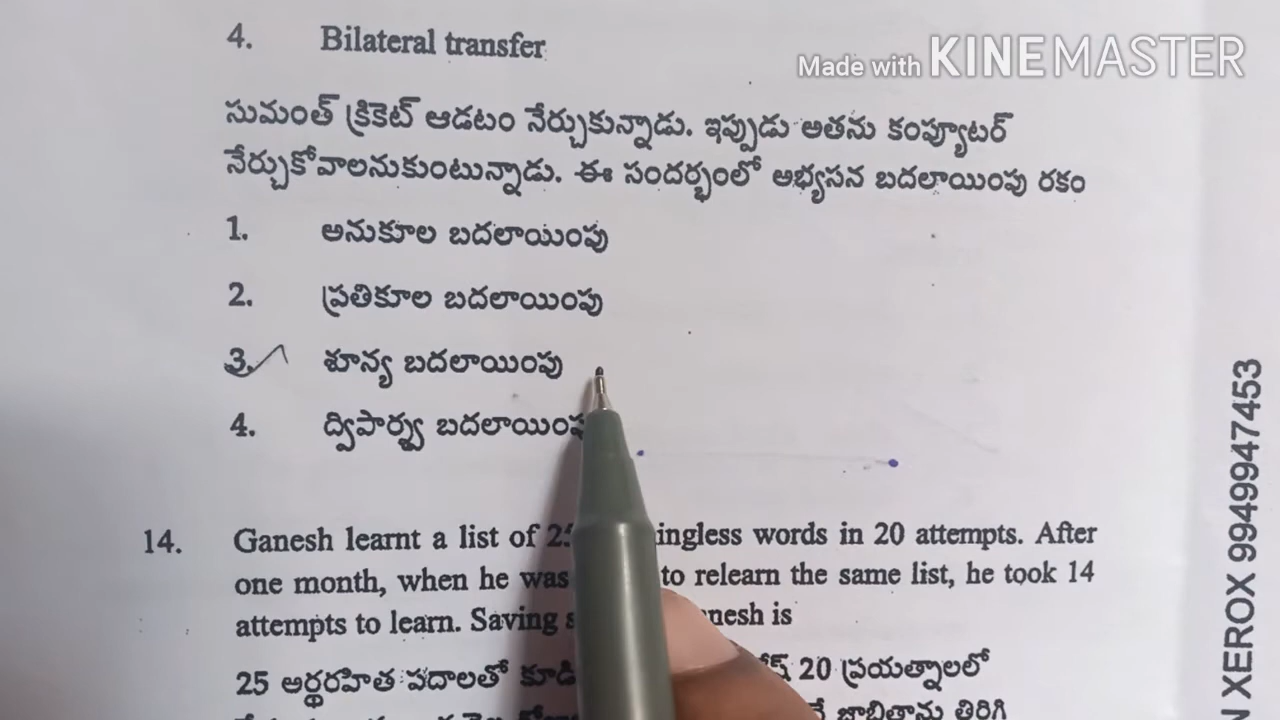 4. Bilateral transfer
Made with KINEMASTER
సుమంత్ క్రికెట్ ఆడటం నేర్చుకున్నాడు. ఇప్పుడు అతను కంప్యూటర్
నేర్చుకోవాలనుకుంటున్నాడు. ఈ సందర్భంలో అభ్యసన బదలాయింపు రకం
1. అనుకూల బదలాయింపు
2. ప్రతికూల బదలాయింపు
3. శూన్య బదలాయింపు
4. ద్విపార్శ్వ బదలాయింపు
14. Ganesh learnt a list of words in 20 attempts. After
one month, when he was to relearn the same list, he took 14
attempts to learn. Saving is
25 అర్థరహిత పదాలతో 20 ప్రయత్నాలలో
జాబితాను తిరిగి
XEROX 9949947453